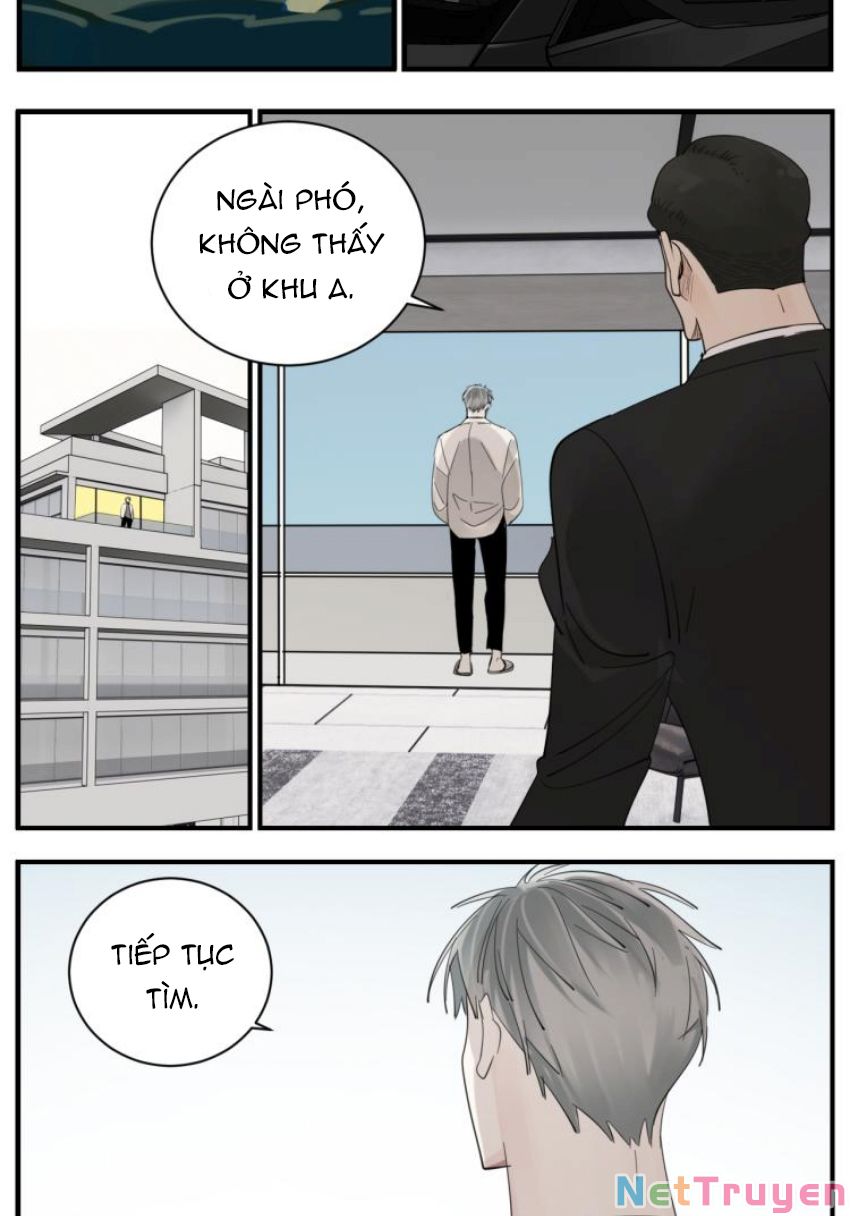 NGÀI PHÓ,
KHÔNG THẤY
Ở KHU A.
TIẾP TỤC
TÌM.
NetTruyen